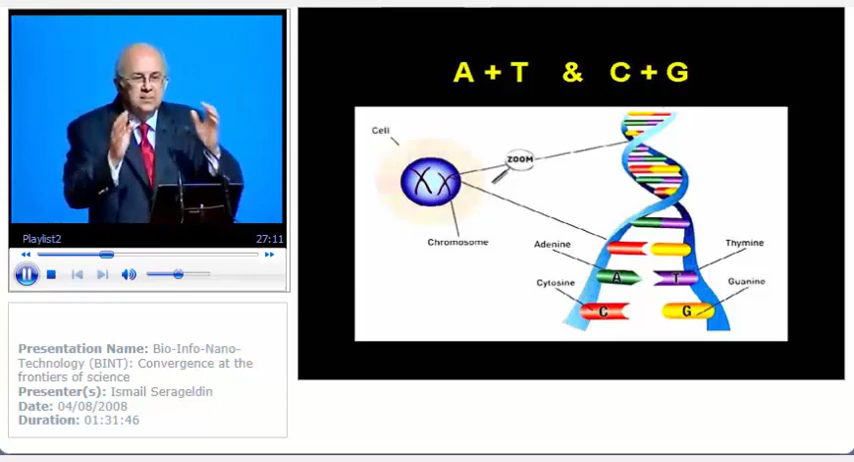 Playlist2 27:11
Presentation Name: Bio-Info-Nano-
Technology (BINT): Convergence at the
frontiers of science
Presenter(s): Ismail Serageldin
Date: 04/08/2008
Duration: 01:31:46
A + T & C + G
Cell
ZOOM
Chromosome
Adenine
Thymine
A T
Cytosine
Guanine
C G